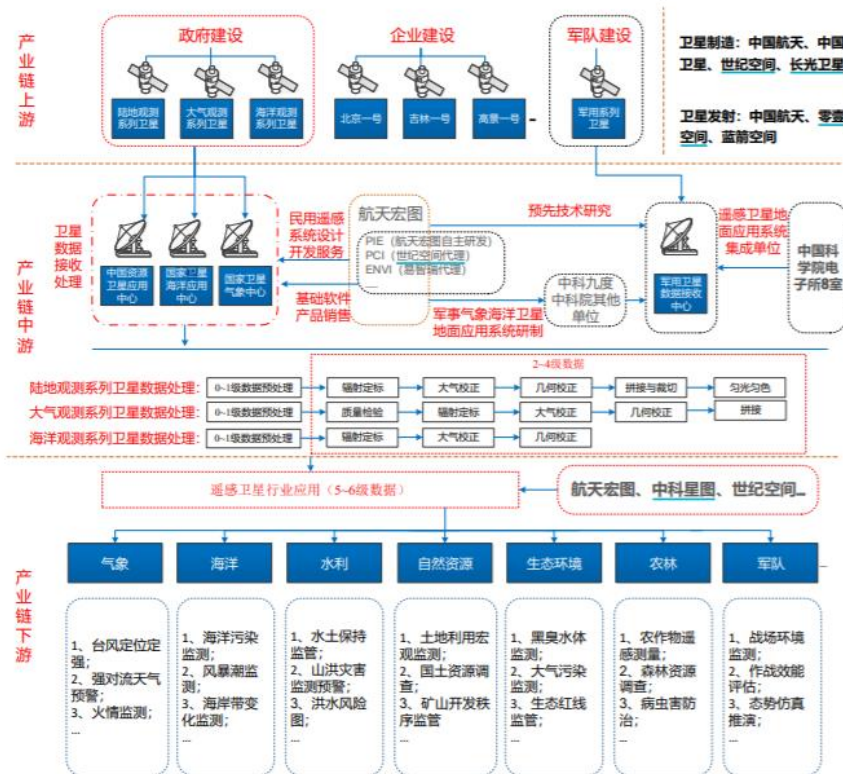 产业链上游
政府建设
企业建设
军队建设
陆地观测
系列卫星
大气观测
系列卫星
海洋观测
系列卫星
北京一号
吉林一号
高景一号
军用系列
卫星
卫星制造：中国航天、中国
卫星、世纪空间、长光卫星
卫星发射：中国航天、零壹
空间、蓝箭空间
产业链中游
卫星
数据
接收
处理
中国资源
卫星应用
中心
国家卫星
海洋应用
中心
国家卫星
气象中心
民用遥感
系统设计
开发服务
基础软件
产品销售
航天宏图
PIE（航天宏图自主研发）
PCI（世纪空间代理）
ENVI（易智瑞代理）
预先技术研究
军事气象海洋卫星
地面应用系统研制
中科九度
中科院其他
单位
军用卫星
数据接收
中心
遥感卫星地
面应用系统
集成单位
中国科
学院电
子所8室
2~4级数据
陆地观测系列卫星数据处理：
0~1级数据预处理
辐射定标
大气校正
几何校正
拼接与裁切
匀光匀色
大气观测系列卫星数据处理：
0~1级数据预处理
质量检验
辐射定标
大气校正
几何校正
拼接
海洋观测系列卫星数据处理：
0~1级数据预处理
辐射定标
大气校正
几何校正
产业链下游
遥感卫星行业应用（5~6级数据）
航天宏图、中科星图、世纪空间...
气象
海洋
水利
自然资源
生态环境
农林
军队
1、台风定位定
强；
2、强对流天气
预警；
3、火情监测；
...
1、海洋污染
监测；
2、风暴潮监
测；
3、海岸带变
化监测；
...
1、水土保持
监管；
2、山洪灾害
监测预警；
3、洪水风险
图；
...
1、土地利用宏
观监测；
2、国土资源调
查；
3、矿山开发秩
序监管
...
1、黑臭水体
监测；
2、大气污染
监测；
3、生态红线
监管；
...
1、农作物遥
感测量；
2、森林资源
调查；
3、病虫害防
治；
...
1、战场环境
监测；
2、作战效能
评估；
3、态势仿真
推演；
...